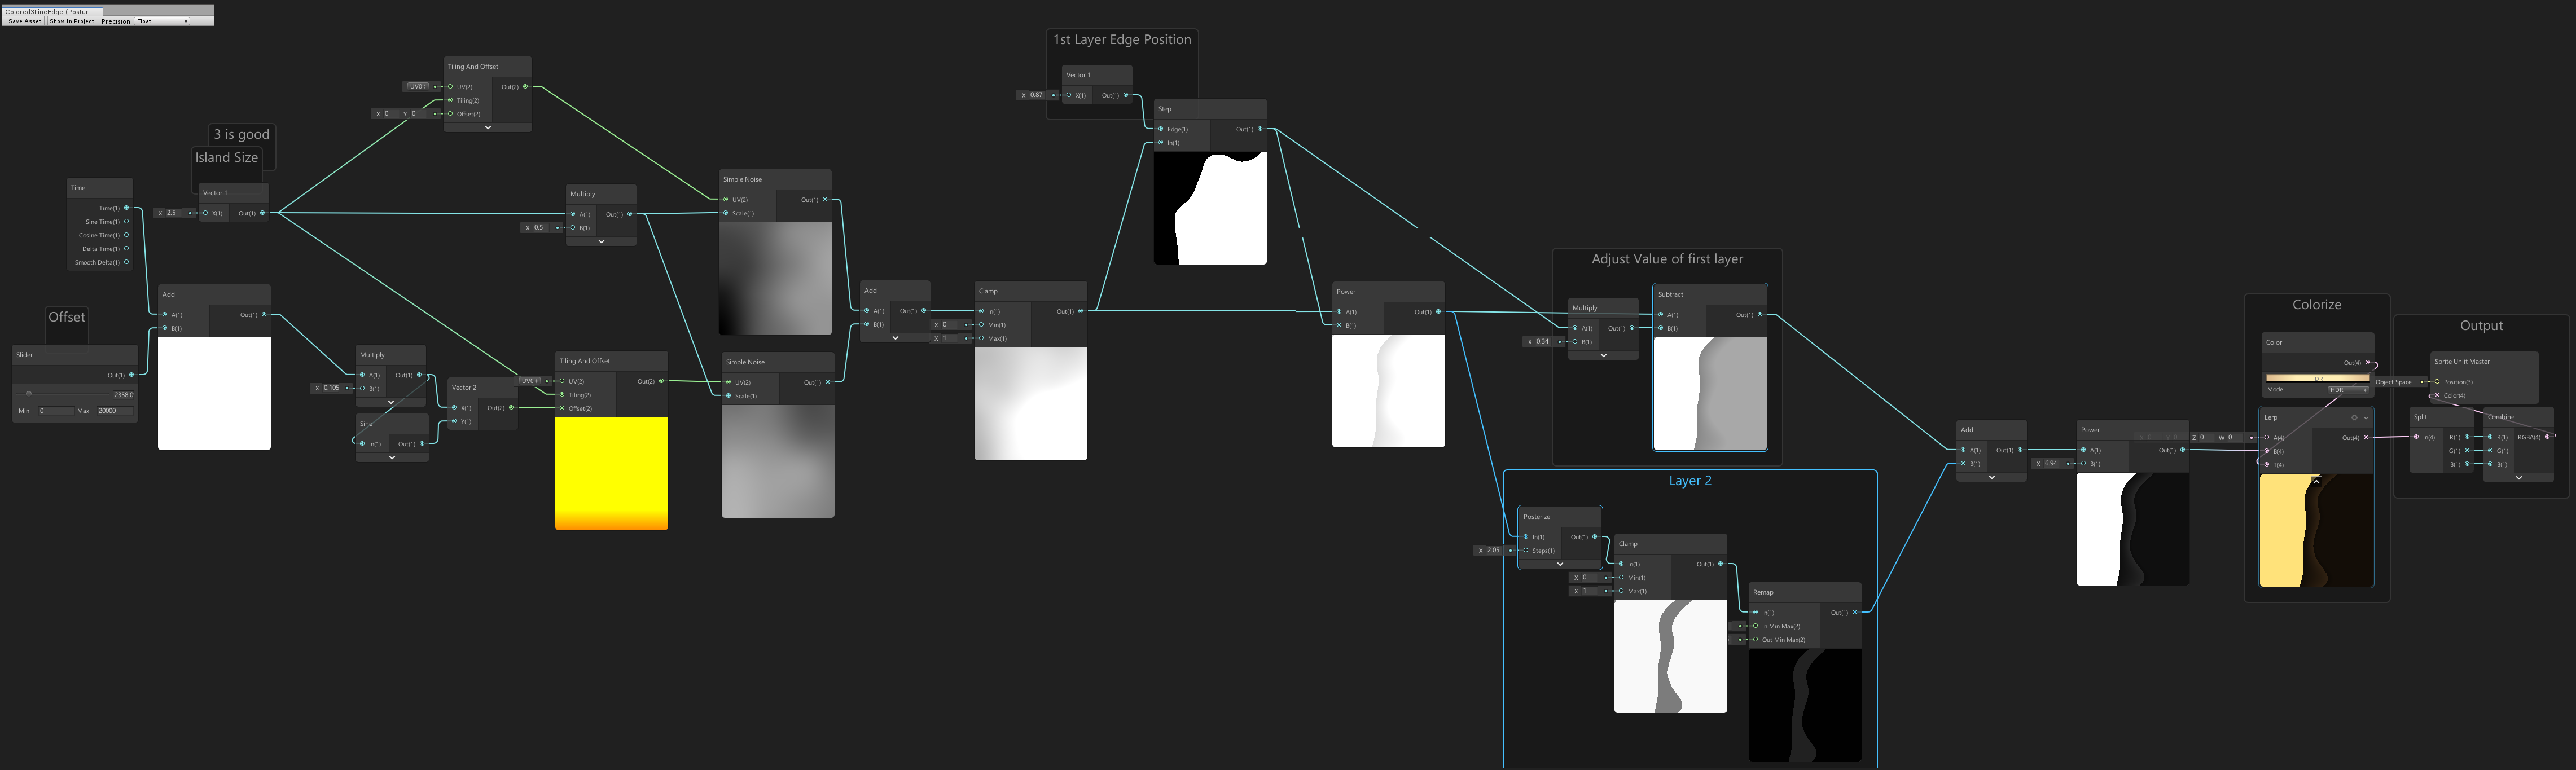 Colored3LineEdge (Postur...
Save Asset Show In Project Precision Float
1st Layer Edge Position
Vector 1
X 0.87 X(1) Out(1)
Step
Edge(1) Out(1)
In(1)
Tiling And Offset
UV0 UV(2) Out(2)
Tiling(2)
X 0 Y 0 Offset(2)
3 is good
Island Size
Vector 1
X 2.5 X(1) Out(1)
Time
Time(1)
Sine Time(1)
Cosine Time(1)
Delta Time(1)
Smooth Delta(1)
Multiply
A(1) Out(1)
X 0.5 B(1)
Simple Noise
UV(2) Out(1)
Scale(1)
Add
A(1) Out(1)
B(1)
Offset
Slider
Out(1)
2358.0
Min 0 Max 20000
Multiply
A(1) Out(1)
X 0.105 B(1)
Sine
In(1) Out(1)
Vector 2
X(1) Out(2)
Y(1)
Tiling And Offset
UV0 UV(2) Out(2)
Tiling(2)
Offset(2)
Simple Noise
UV(2) Out(1)
Scale(1)
Add
A(1) Out(1)
B(1)
Clamp
In(1) Out(1)
X 0 Min(1)
X 1 Max(1)
Power
A(1) Out(1)
B(1)
Adjust Value of first layer
Multiply
A(1) Out(1)
X 0.34 B(1)
Subtract
A(1) Out(1)
B(1)
Layer 2
Posterize
In(1) Out(1)
X 2.05 Steps(1)
Clamp
In(1) Out(1)
X 0 Min(1)
X 1 Max(1)
Remap
In(1) Out(1)
In Min Max(2)
Out Min Max(2)
Add
A(1) Out(1)
B(1)
Power
A(1) Out(1)
X 6.94 B(1)
Colorize
Color
Out(4)
HDR
Mode HDR
Lerp
Z 0 W 0 A(4) Out(4)
B(4)
T(4)
Output
Sprite Unlit Master
Object Space Position(3)
Color(4)
Split
In(4) R(1)
G(1)
B(1)
Combine
R(1) RGBA(4)
G(1)
B(1)